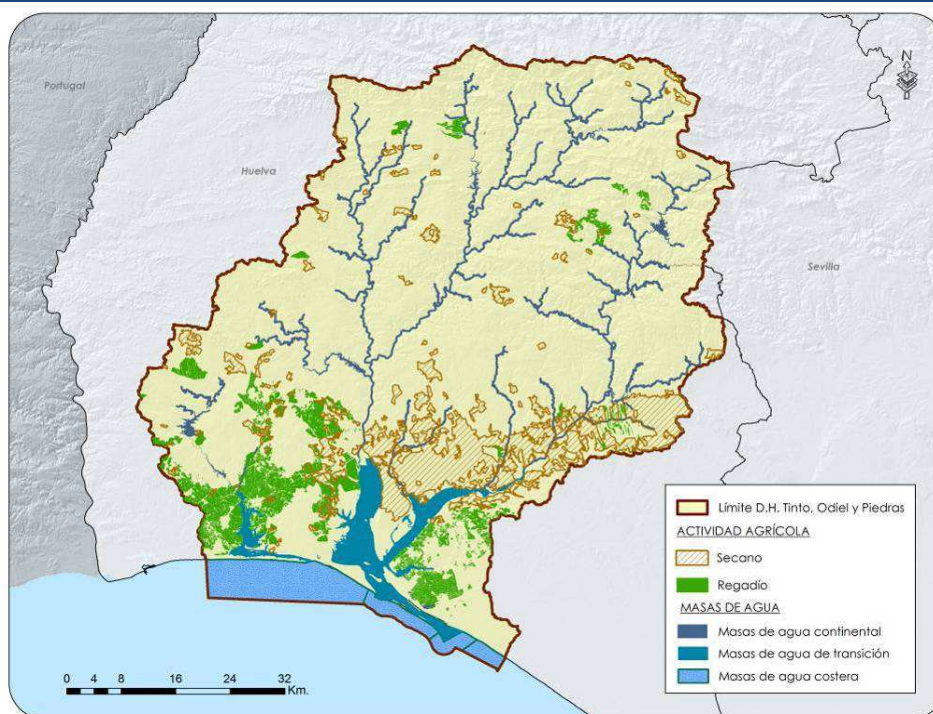 Portugal
N
Huelva
Sevilla
Límite D.H. Tinto, Odiel y Piedras
ACTIVIDAD AGRÍCOLA
Secano
Regadío
MASAS DE AGUA
Masas de agua continental
Masas de agua de transición
Masas de agua costera
0 4 8 16 24 32
Km.